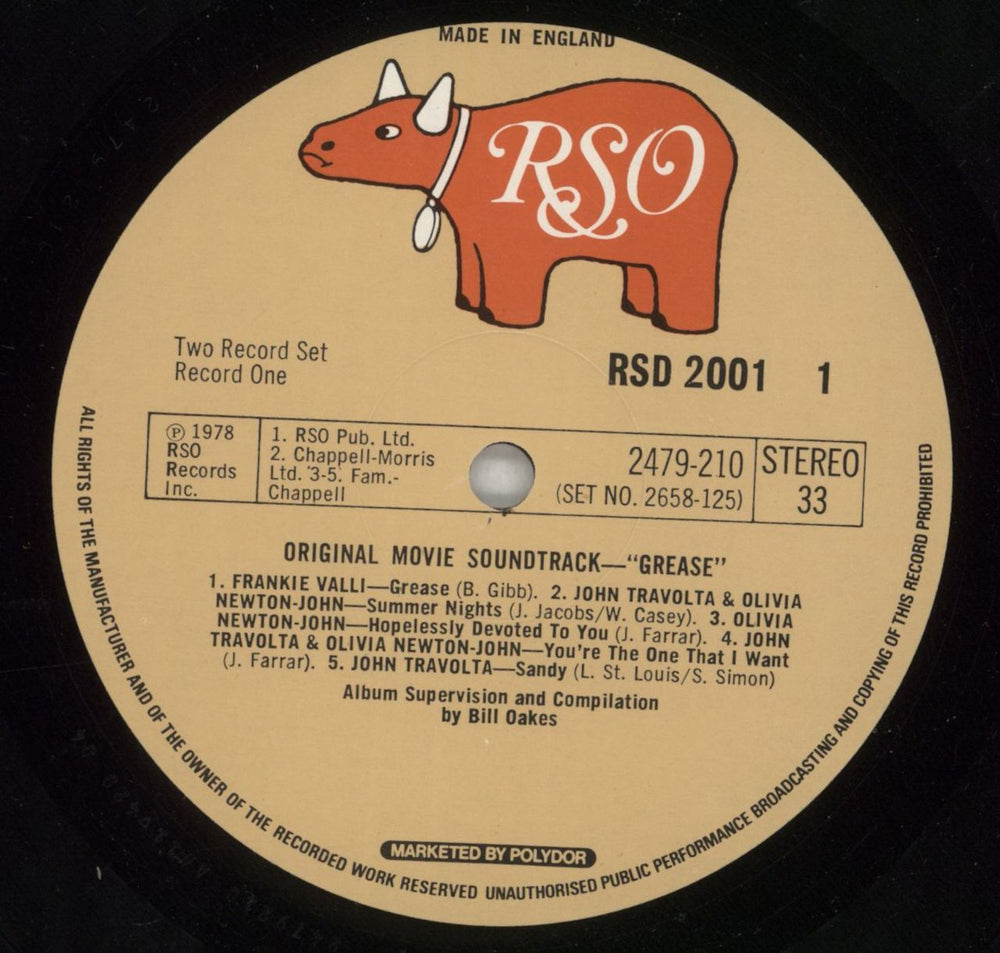 MADE IN ENGLAND
RSO
Two Record Set
Record One
RSD 2001 1
℗ 1978
RSO
Records
Inc.
1. RSO Pub. Ltd.
2. Chappell-Morris
Ltd. '3-5'. Fam.-
Chappell
2479-210
(SET NO. 2658-125)
STEREO
33
ORIGINAL MOVIE SOUNDTRACK—“GREASE”
1. FRANKIE VALLI—Grease (B. Gibb). 2. JOHN TRAVOLTA & OLIVIA
NEWTON-JOHN—Summer Nights (J. Jacobs/W. Casey). 3. OLIVIA
NEWTON-JOHN—Hopelessly Devoted To You (J. Farrar). 4. JOHN
TRAVOLTA & OLIVIA NEWTON-JOHN—You're The One That I Want
(J. Farrar). 5. JOHN TRAVOLTA—Sandy (L. St. Louis/S. Simon)
Album Supervision and Compilation
by Bill Oakes
MARKETED BY POLYDOR
ALL RIGHTS OF THE MANUFACTURER AND OF THE OWNER OF THE RECORDED WORK RESERVED UNAUTHORISED PUBLIC PERFORMANCE BROADCASTING AND COPYING OF THIS RECORD PROHIBITED